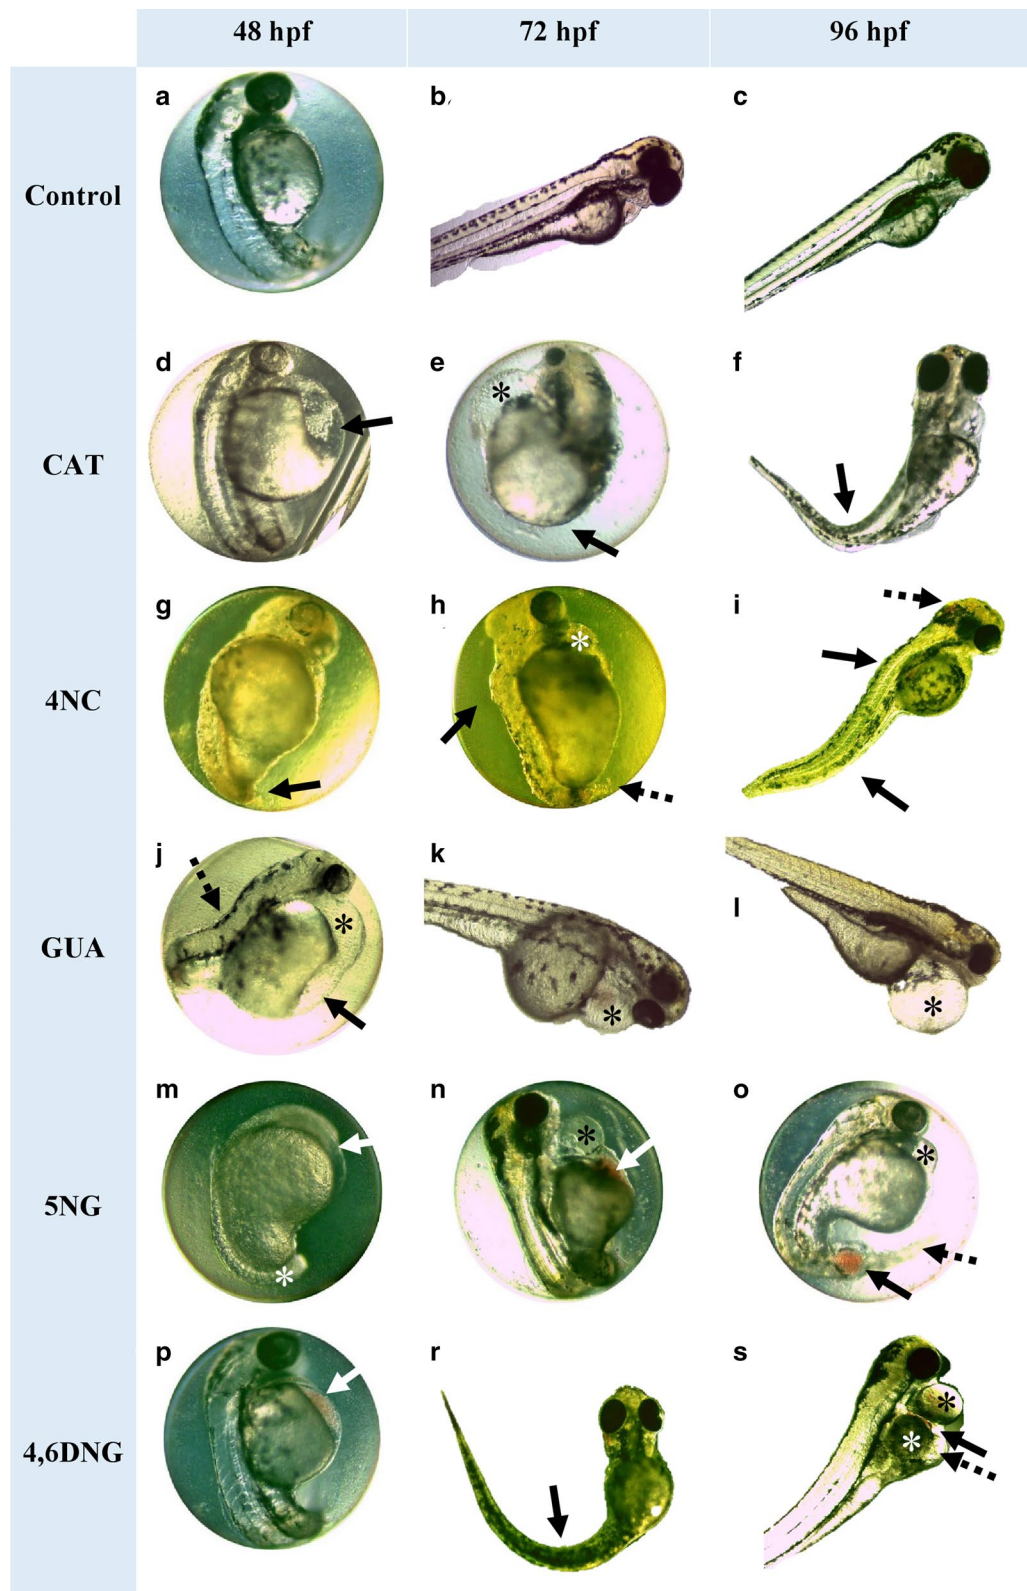 48 hpf 72 hpf 96 hpf
Control a b, c
CAT d e f
4NC g h i
GUA j k l
5NG m n o
4,6DNG p r s